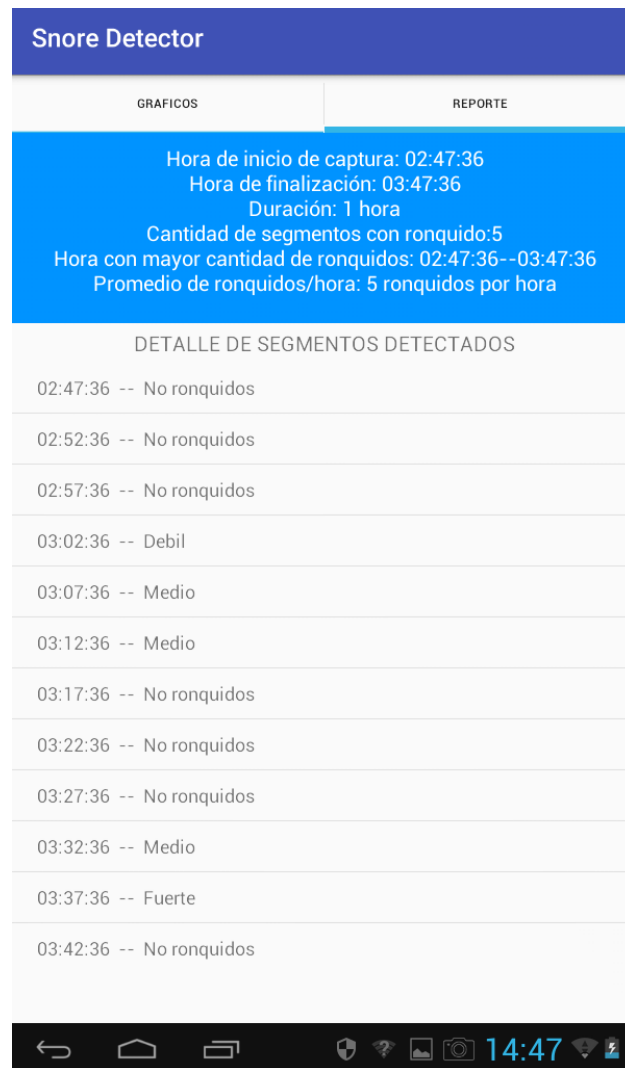 Snore Detector
GRAFICOS
REPORTE
Hora de inicio de captura: 02:47:36
Hora de finalización: 03:47:36
Duración: 1 hora
Cantidad de segmentos con ronquido:5
Hora con mayor cantidad de ronquidos: 02:47:36--03:47:36
Promedio de ronquidos/hora: 5 ronquidos por hora
DETALLE DE SEGMENTOS DETECTADOS
02:47:36 -- No ronquidos
02:52:36 -- No ronquidos
02:57:36 -- No ronquidos
03:02:36 -- Debil
03:07:36 -- Medio
03:12:36 -- Medio
03:17:36 -- No ronquidos
03:22:36 -- No ronquidos
03:27:36 -- No ronquidos
03:32:36 -- Medio
03:37:36 -- Fuerte
03:42:36 -- No ronquidos
14:47